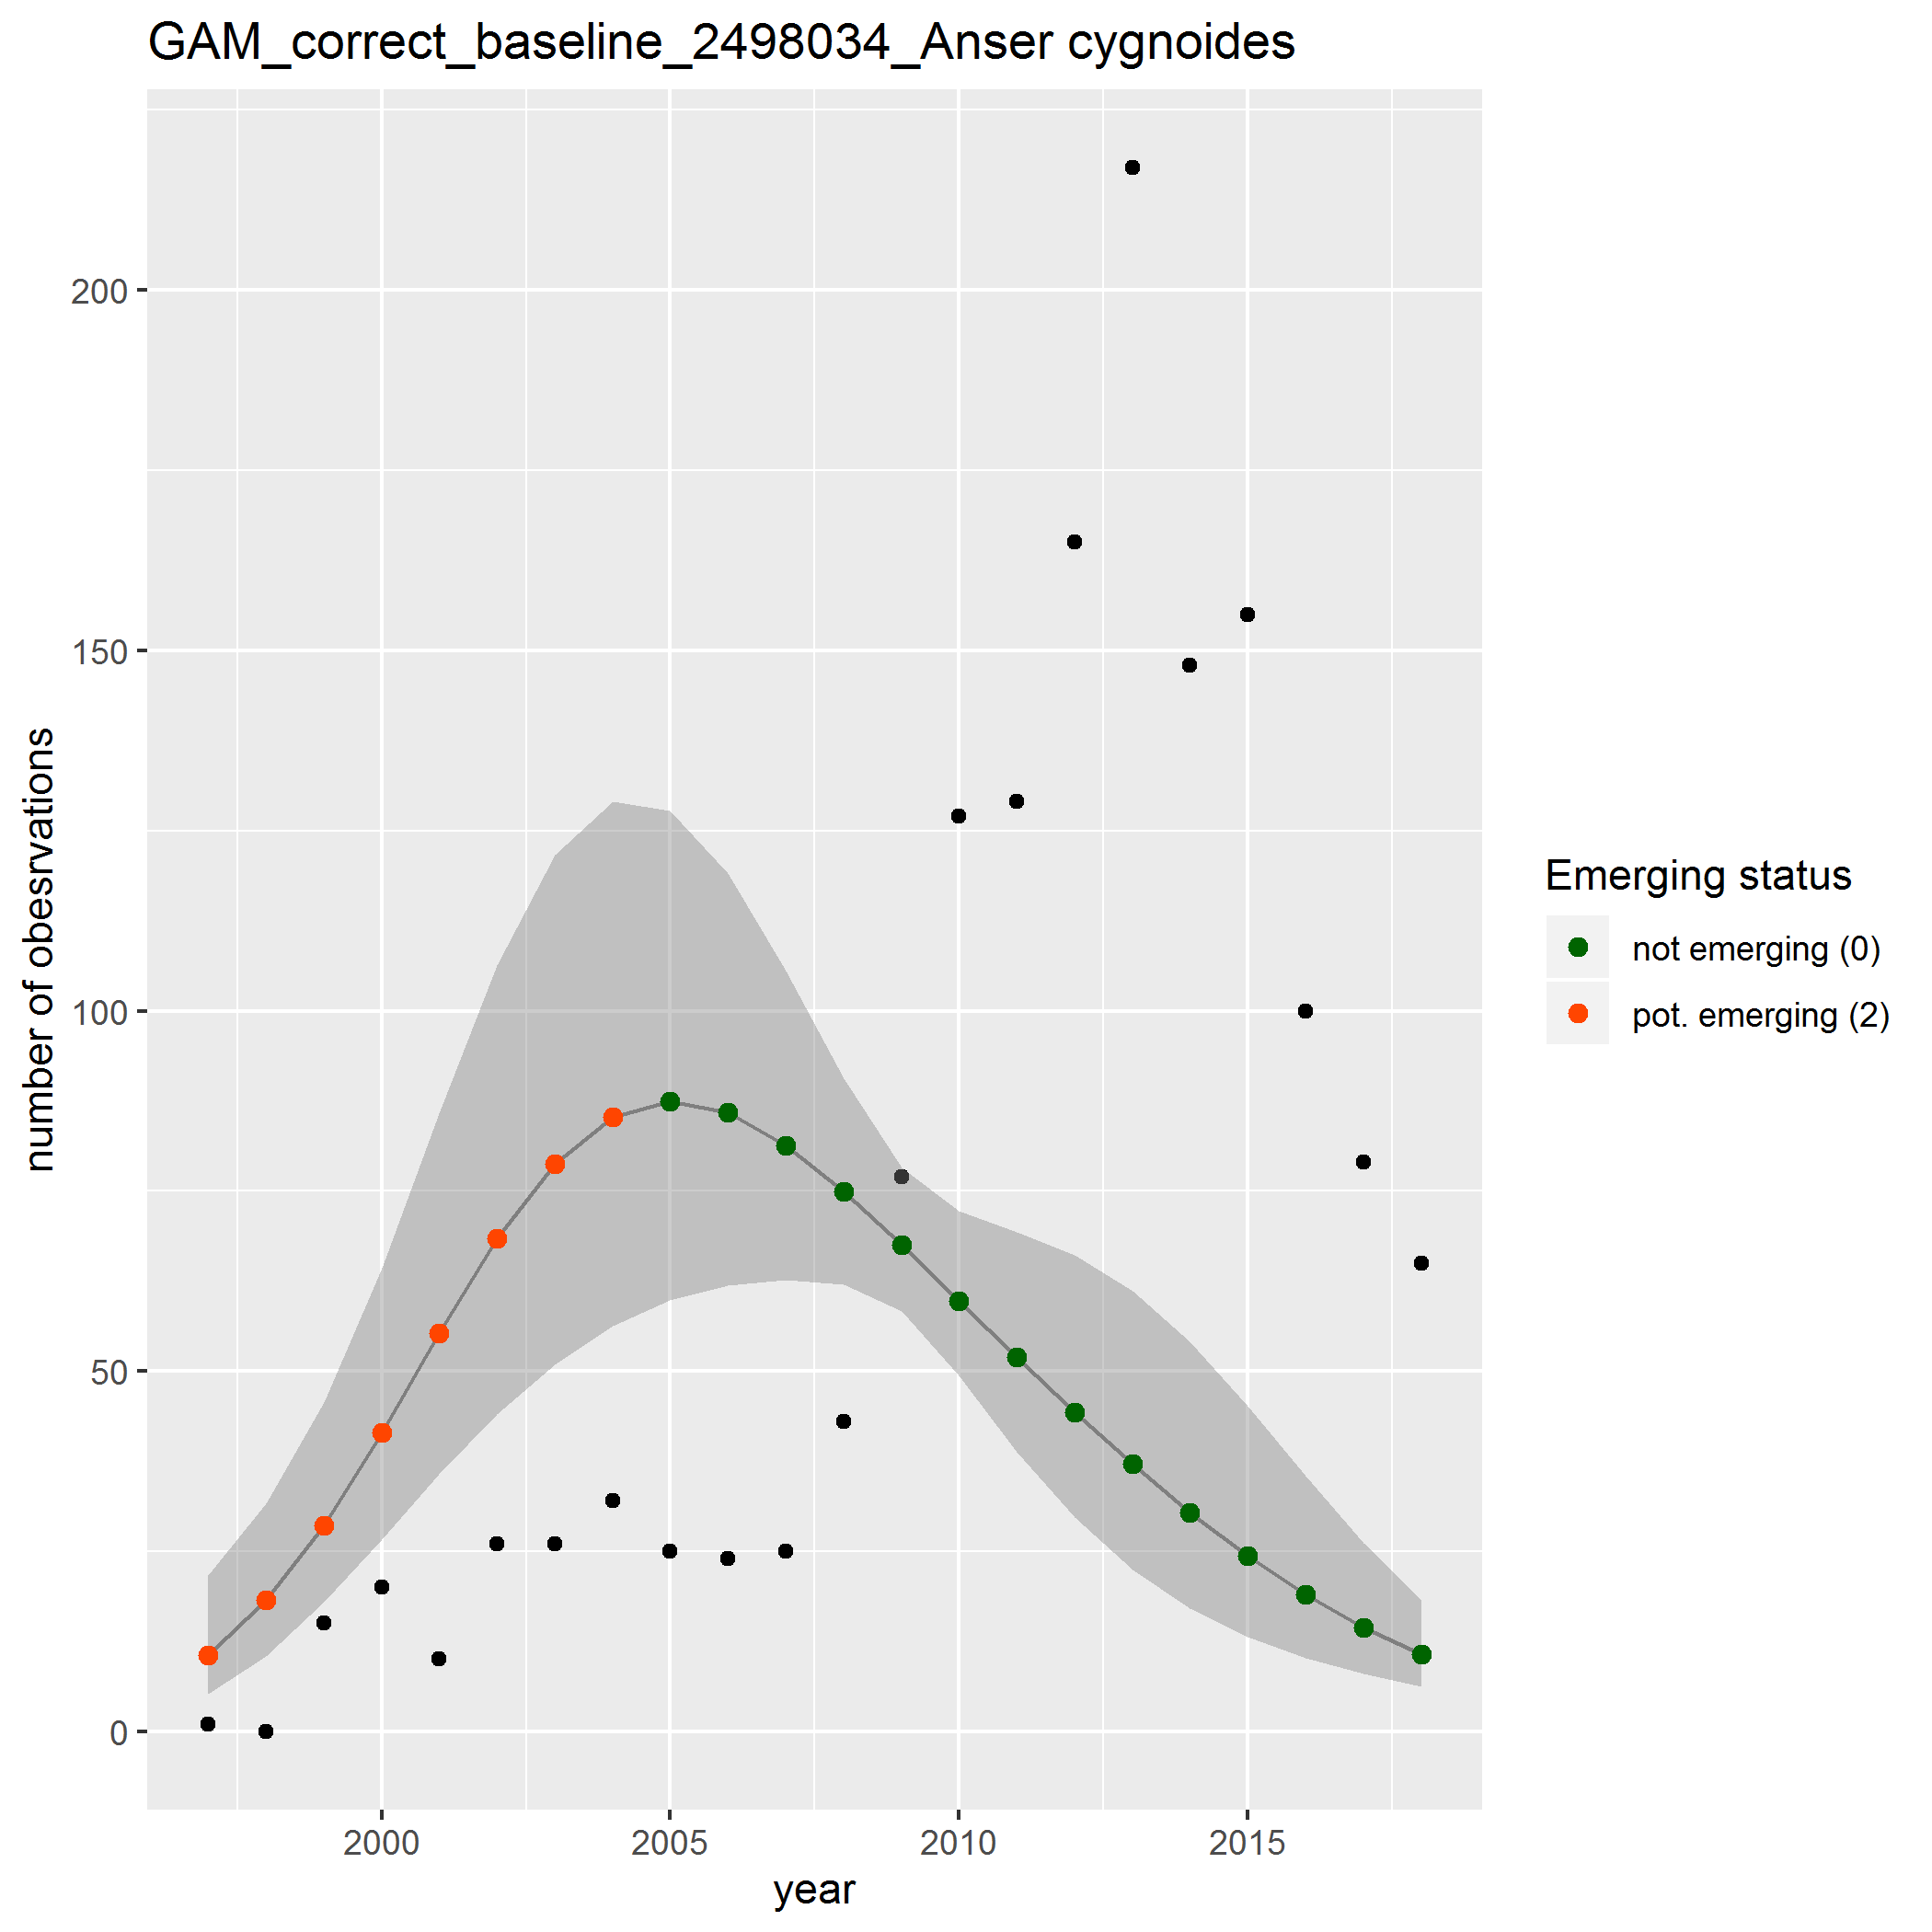 GAM_correct_baseline_2498034_Anser cygnoides
number of obesrvations
200
150
100
50
0
2000
2005
2010
2015
year
Emerging status
not emerging (0)
pot. emerging (2)